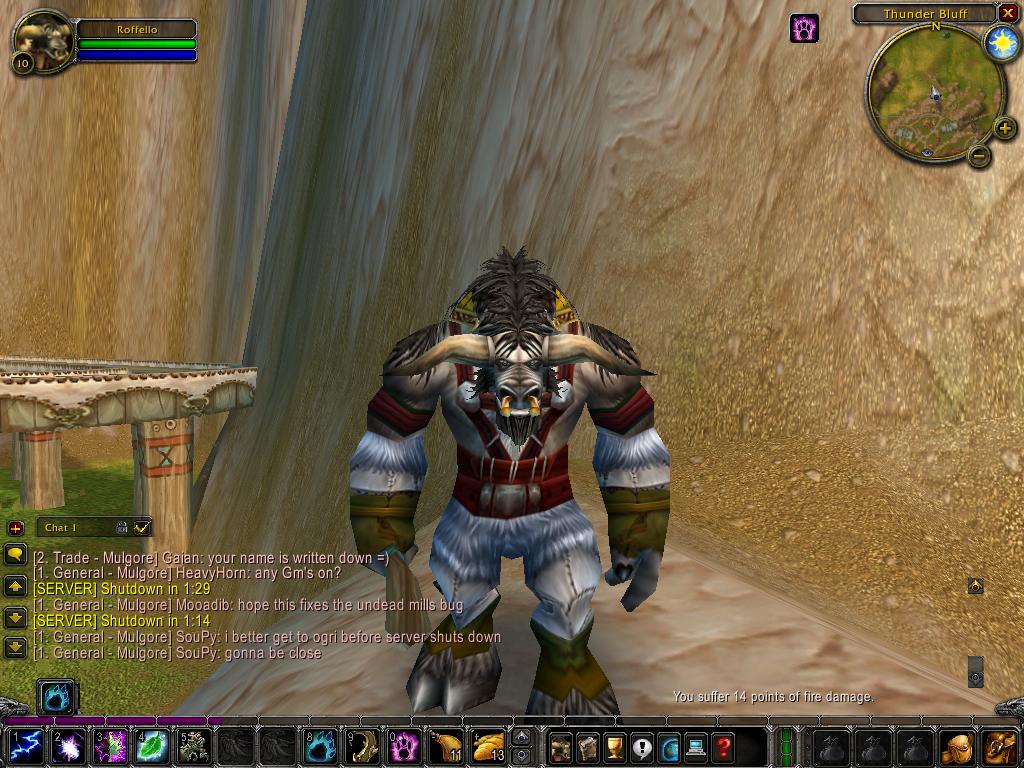 Roffello
10
Thunder Bluff
N
Chat 1
[2. Trade - Mulgore] Gaian: your name is written down =)
[1. General - Mulgore] HeavyHorn: any Gm's on?
[SERVER] Shutdown in 1:29
[1. General - Mulgore] Mooadib: hope this fixes the undead mills bug
[SERVER] Shutdown in 1:14
[1. General - Mulgore] SouPy: i better get to ogri before server shuts down
[1. General - Mulgore] SouPy: gonna be close
You suffer 14 points of fire damage.
2 3 4 5 8 9 0 11 13